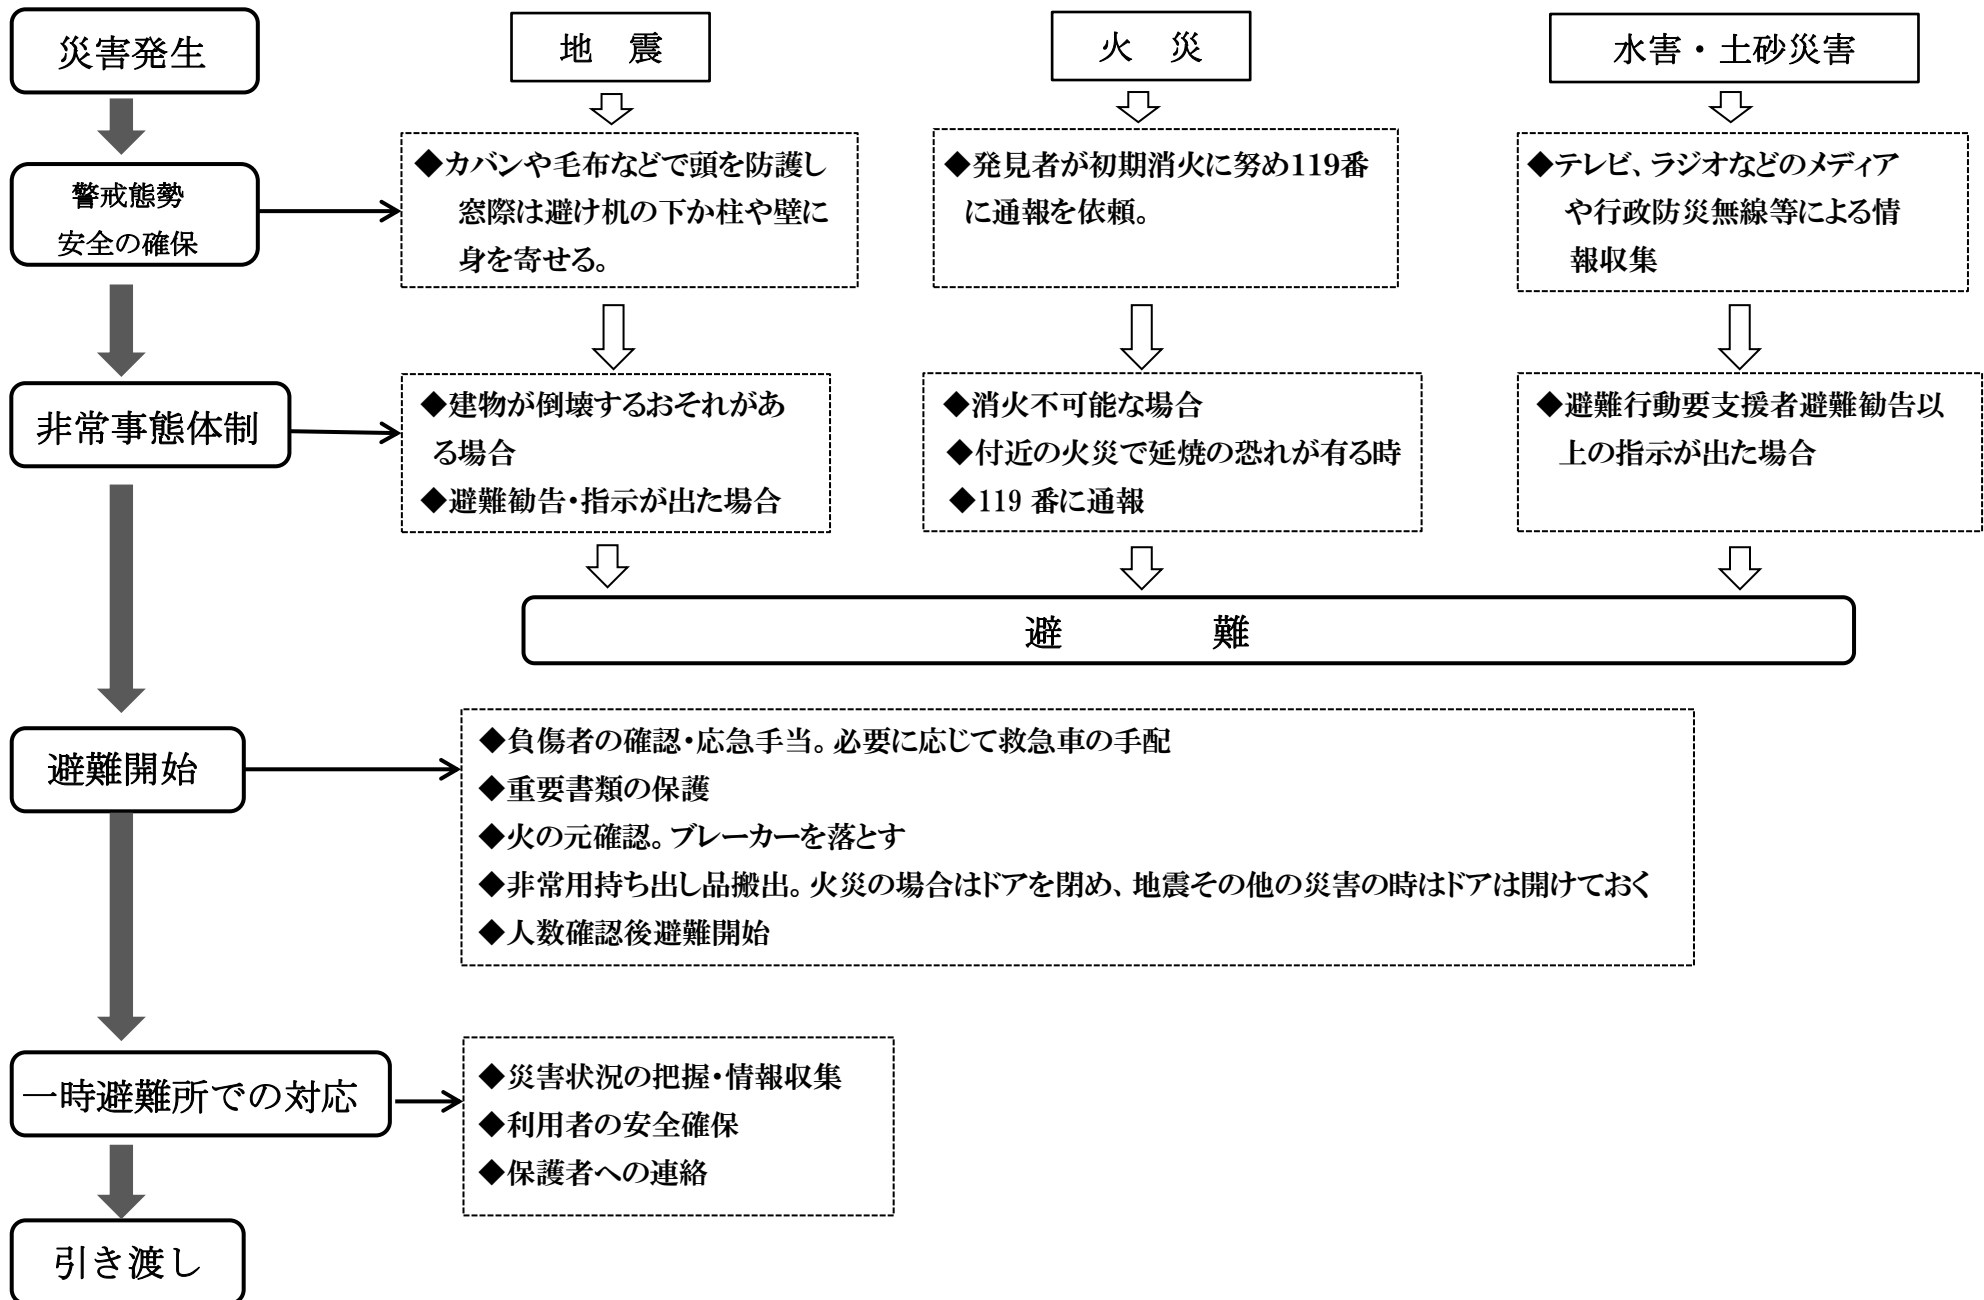 災害発生
地　震
火　災
水害・土砂災害
警戒態勢
安全の確保
◆カバンや毛布などで頭を防護し
窓際は避け机の下か柱や壁に
身を寄せる。
◆発見者が初期消火に努め119番
に通報を依頼。
◆テレビ、ラジオなどのメディア
や行政防災無線等による情
報収集
非常事態体制
◆建物が倒壊するおそれがあ
る場合
◆避難勧告・指示が出た場合
◆消火不可能な場合
◆付近の火災で延焼の恐れが有る時
◆119 番に通報
◆避難行動要支援者避難勧告以
上の指示が出た場合
避　　　　難
避難開始
◆負傷者の確認・応急手当。必要に応じて救急車の手配
◆重要書類の保護
◆火の元確認。ブレーカーを落とす
◆非常用持ち出し品搬出。火災の場合はドアを閉め、地震その他の災害の時はドアは開けておく
◆人数確認後避難開始
一時避難所での対応
◆災害状況の把握・情報収集
◆利用者の安全確保
◆保護者への連絡
引き渡し